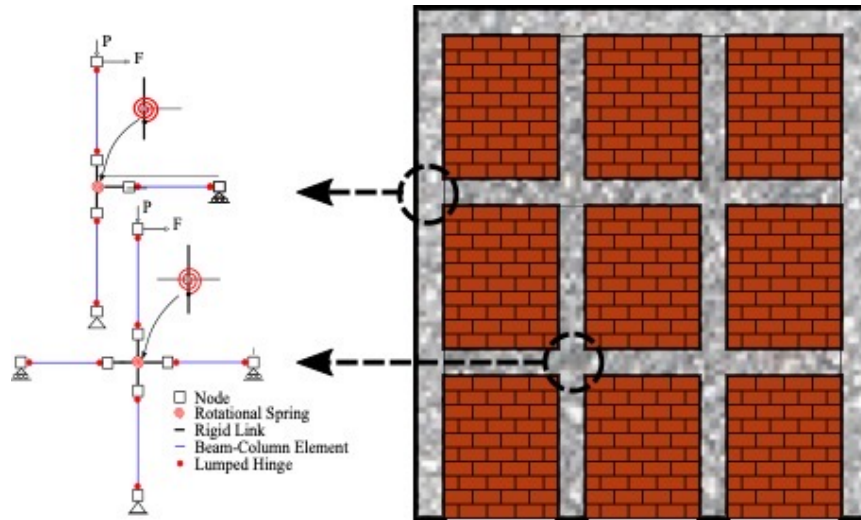 P
F
P
F
Node
Rotational Spring
Rigid Link
Beam-Column Element
Lumped Hinge